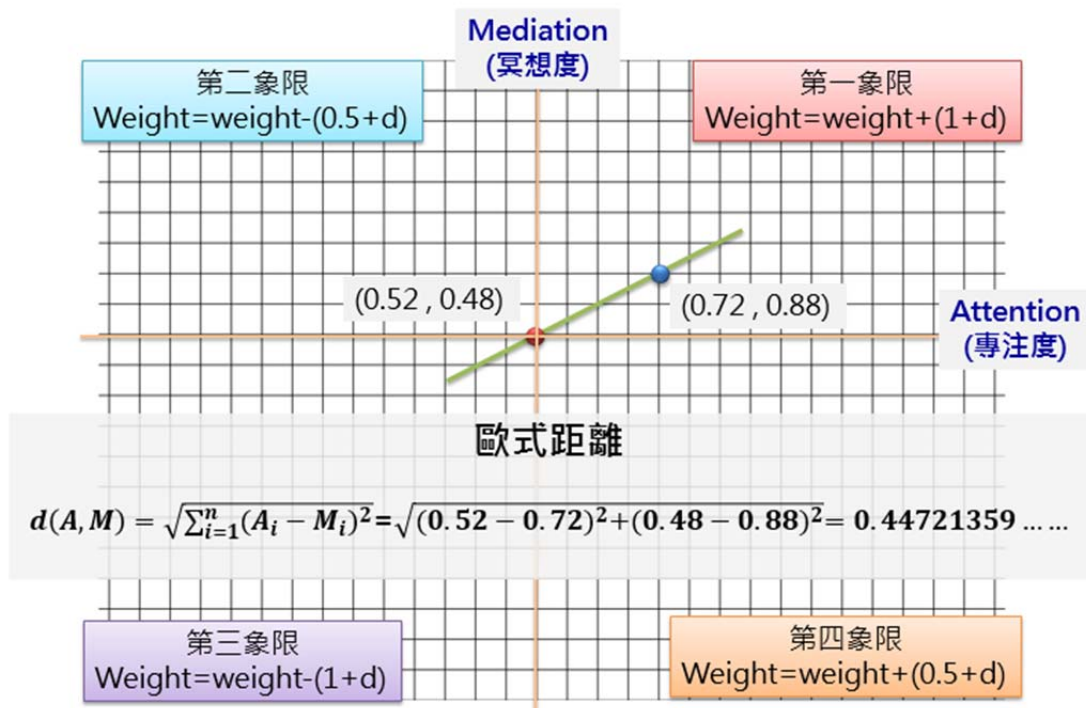 Mediation
(冥想度)
第二象限
Weight=weight-(0.5+d)
第一象限
Weight=weight+(1+d)
(0.52 , 0.48)
(0.72 , 0.88)
Attention
(專注度)
歐式距離
d(A,M) = √∑ⁿᵢ₌₁(Aᵢ − Mᵢ)²=√(0.52 − 0.72)²+(0.48 − 0.88)²= 0.44721359 … …
第三象限
Weight=weight-(1+d)
第四象限
Weight=weight+(0.5+d)